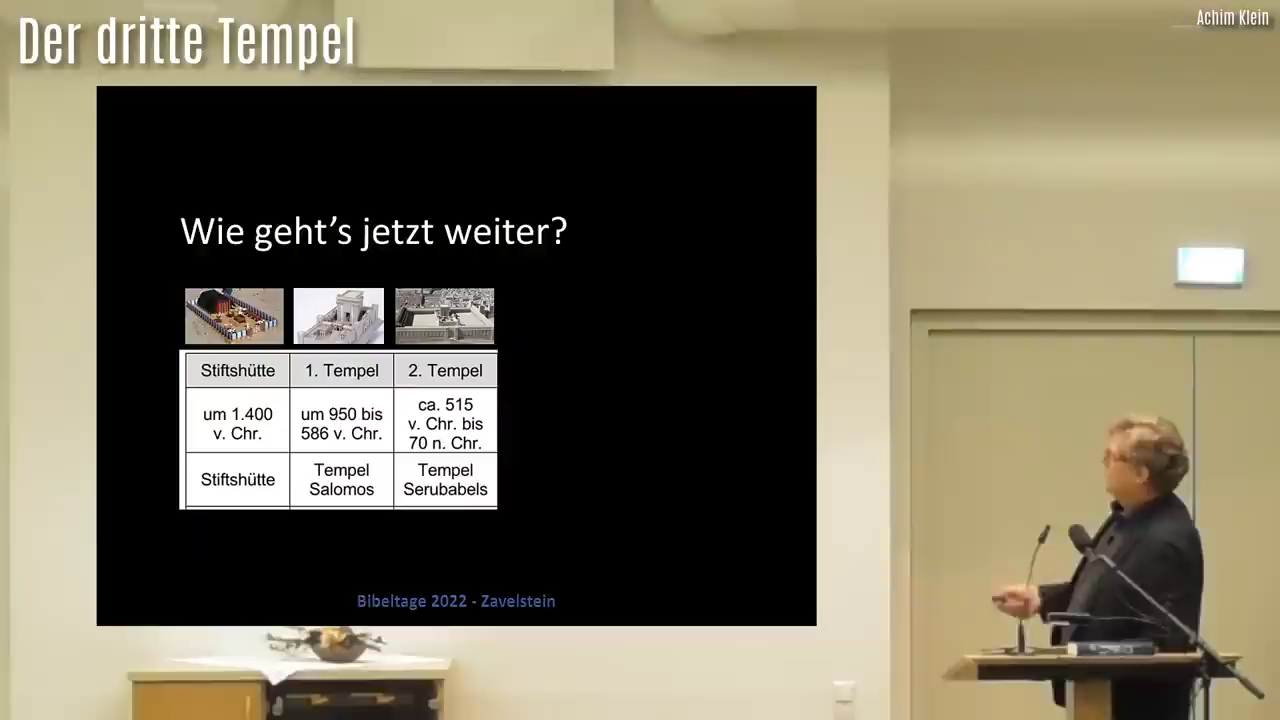 Der dritte Tempel
Achim Klein
Wie geht's jetzt weiter?
Stiftshütte 1. Tempel 2. Tempel
um 1.400 v. Chr.
um 950 bis 586 v. Chr.
ca. 515 v. Chr. bis 70 n. Chr.
Stiftshütte
Tempel Salomos
Tempel Serubabels
Bibeltage 2022 - Zavelstein